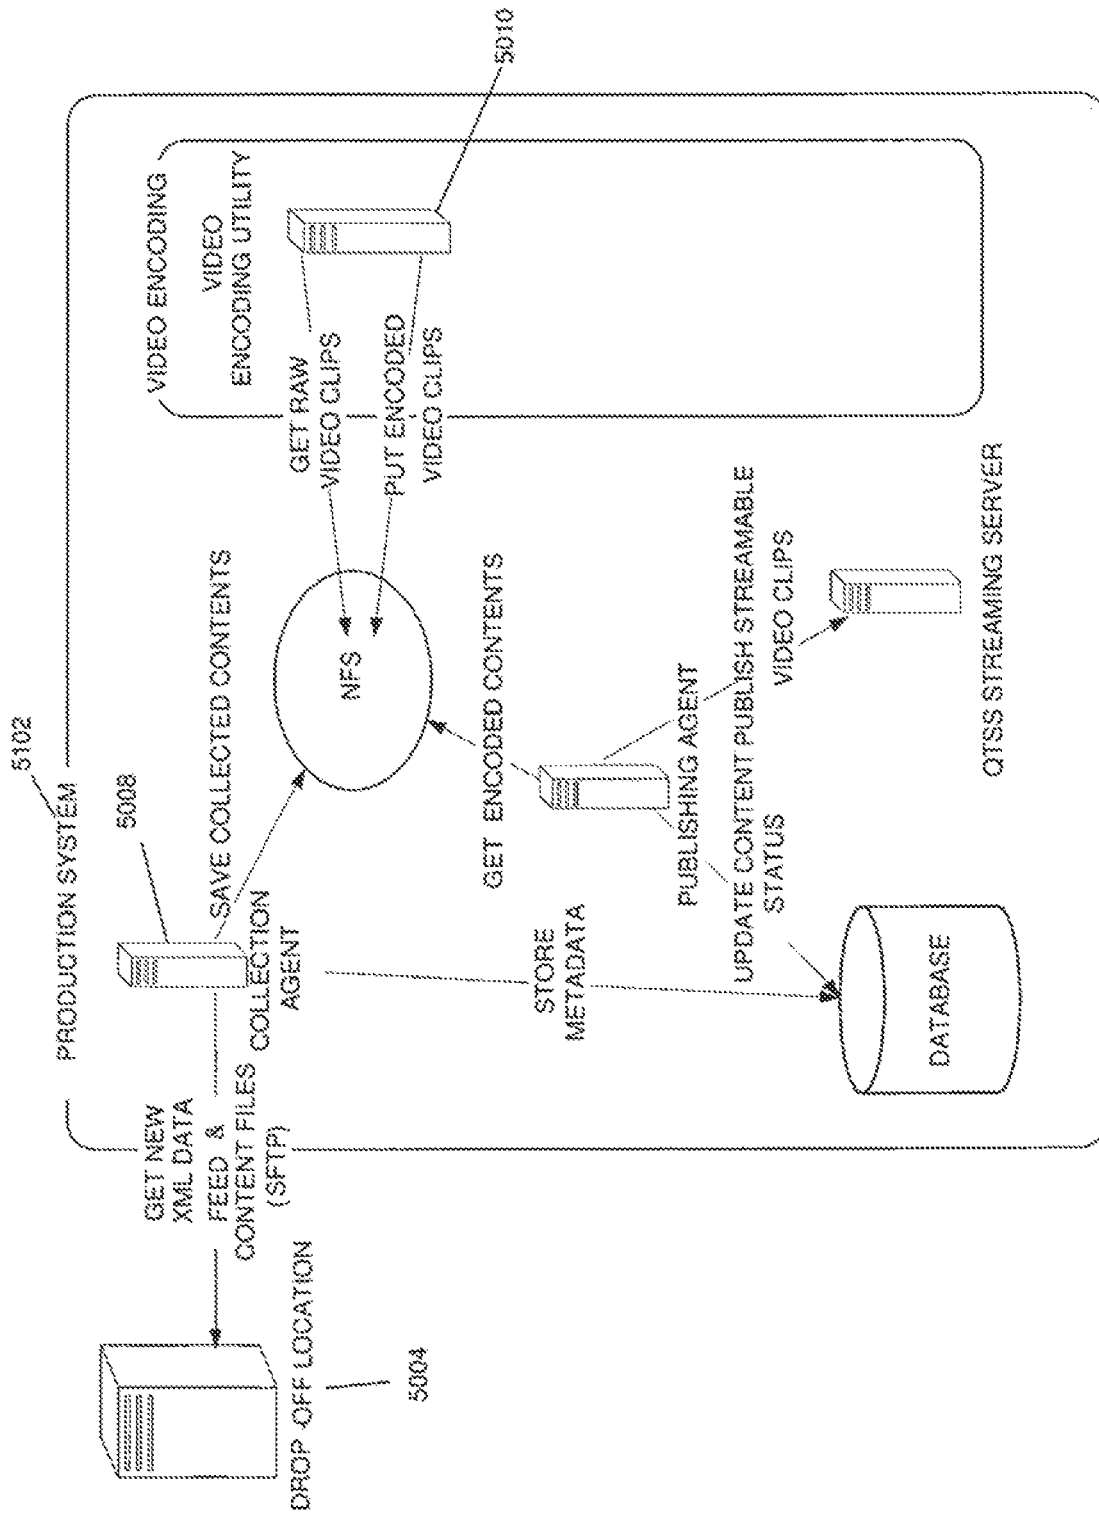 5102
PRODUCTION SYSTEM
5008
5010
VIDEO ENCODING
VIDEO
ENCODING UTILITY
GET NEW
XML DATA
FEED &
CONTENT FILES
(SFTP)
COLLECTION
AGENT
SAVE COLLECTED CONTENTS
GET RAW
VIDEO CLIPS
PUT ENCODED
VIDEO CLIPS
NFS
DROP-OFF LOCATION
5004
STORE
METADATA
GET ENCODED CONTENTS
PUBLISHING AGENT
UPDATE CONTENT PUBLISH STREAMABLE
STATUS
VIDEO CLIPS
DATABASE
QTSS STREAMING SERVER